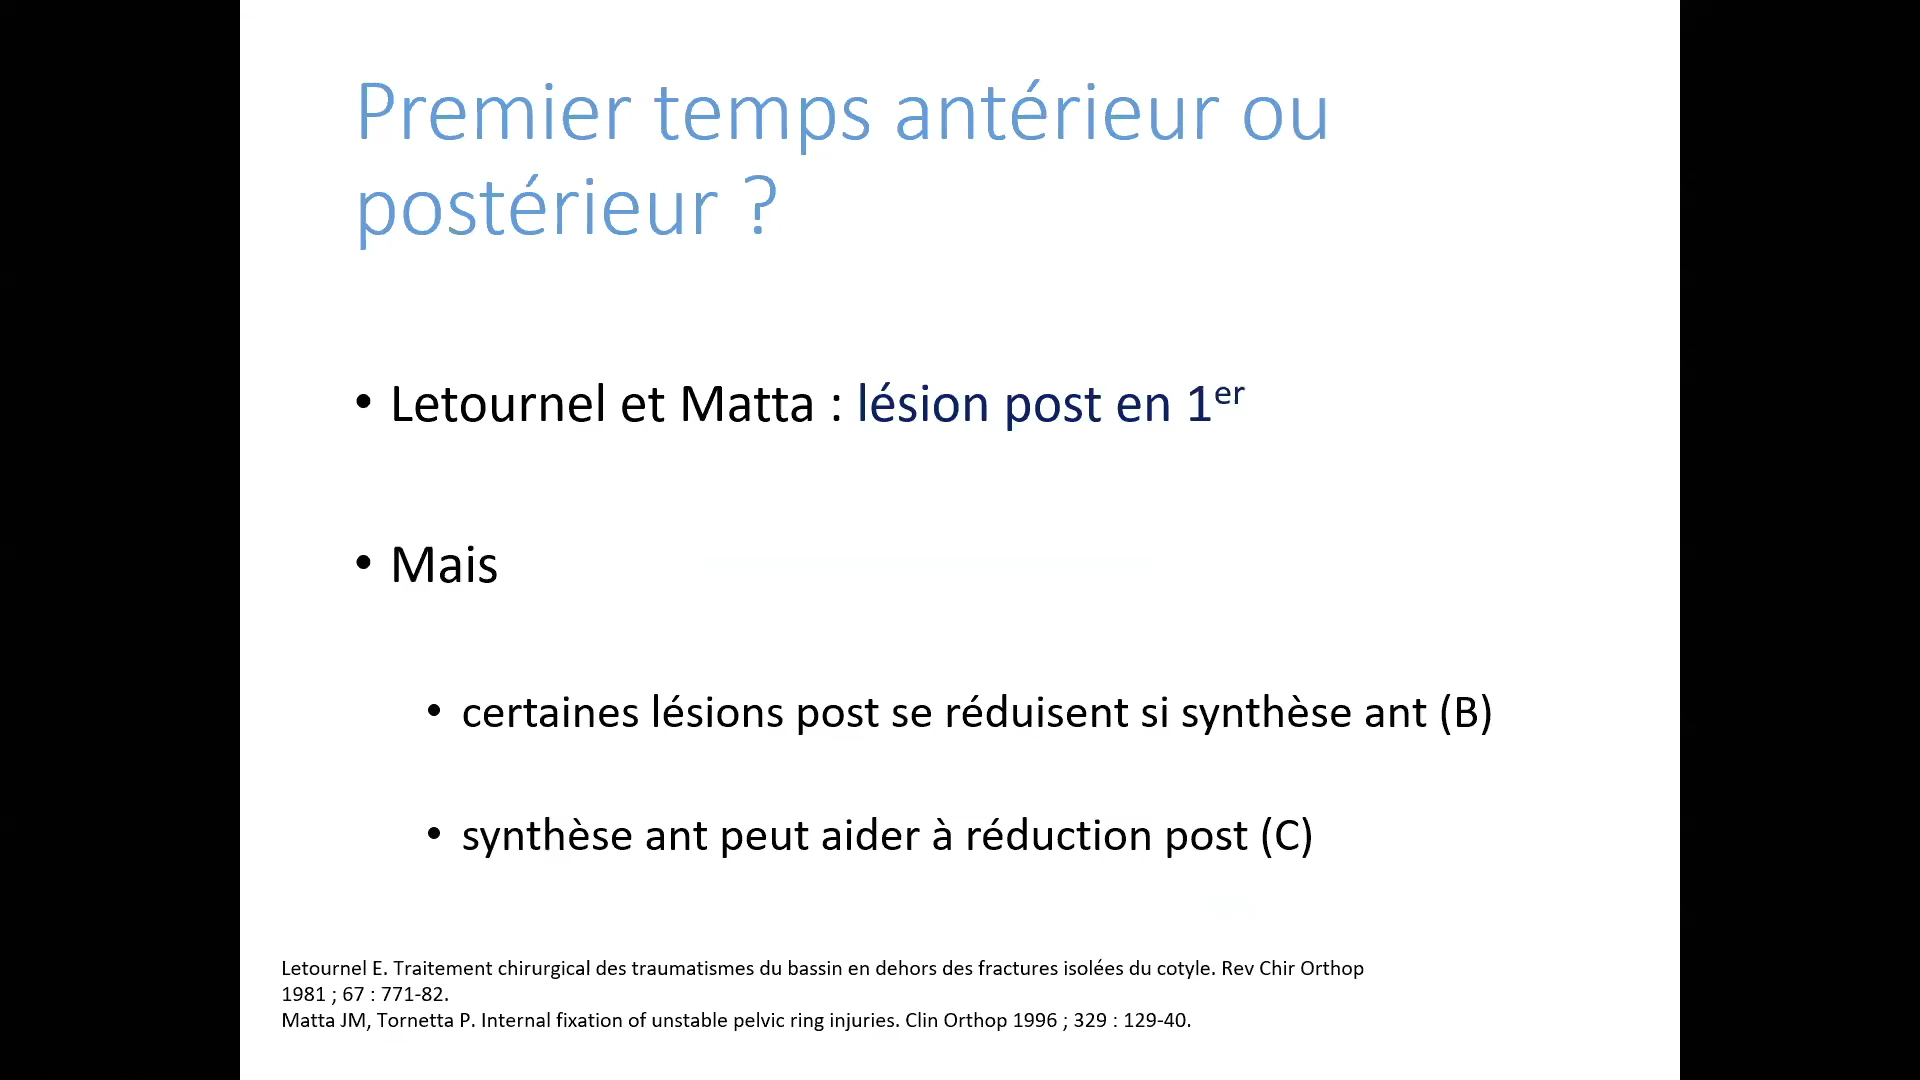 Premier temps antérieur ou
postérieur ?
• Letournel et Matta : lésion post en 1er
• Mais
• certaines lésions post se réduisent si synthèse ant (B)
• synthèse ant peut aider à réduction post (C)
Letournel E. Traitement chirurgical des traumatismes du bassin en dehors des fractures isolées du cotyle. Rev Chir Orthop
1981 ; 67 : 771-82.
Matta JM, Tornetta P. Internal fixation of unstable pelvic ring injuries. Clin Orthop 1996 ; 329 : 129-40.